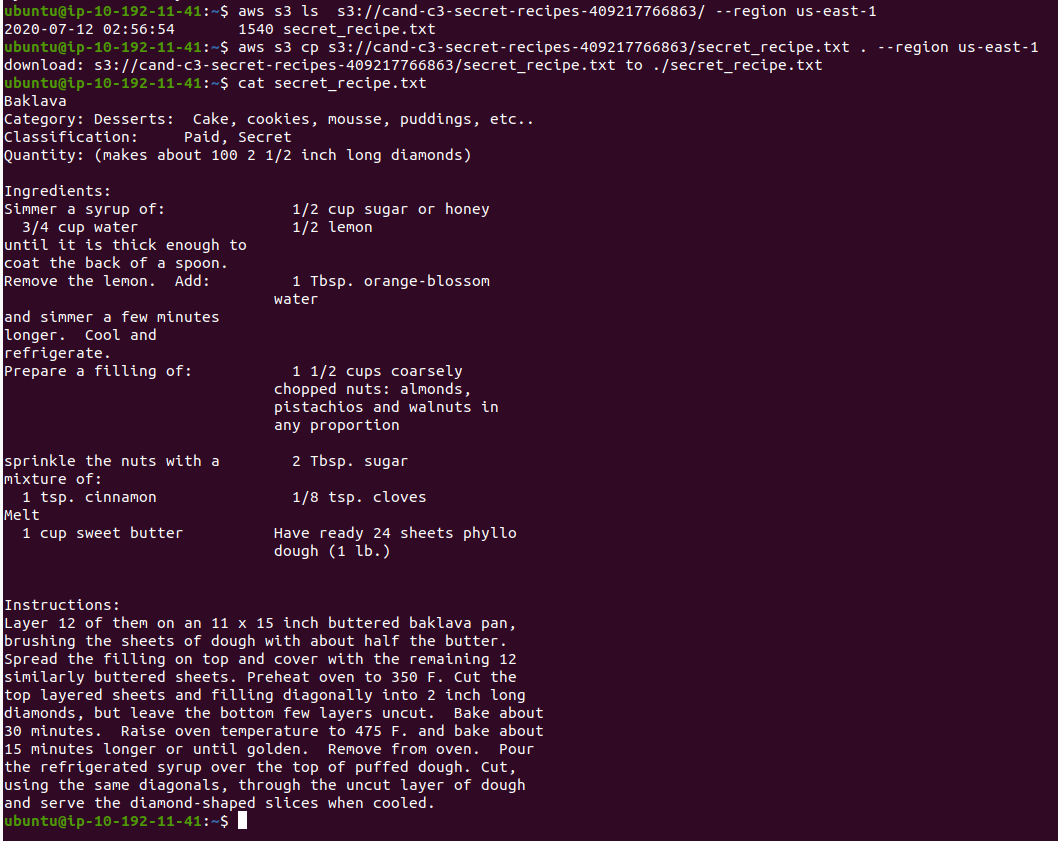 ubuntu@ip-10-192-11-41:~$ aws s3 ls  s3://cand-c3-secret-recipes-409217766863/ --region us-east-1
2020-07-12 02:56:54       1540 secret_recipe.txt
ubuntu@ip-10-192-11-41:~$ aws s3 cp s3://cand-c3-secret-recipes-409217766863/secret_recipe.txt . --region us-east-1
download: s3://cand-c3-secret-recipes-409217766863/secret_recipe.txt to ./secret_recipe.txt
ubuntu@ip-10-192-11-41:~$ cat secret_recipe.txt
Baklava
Category: Desserts:  Cake, cookies, mousse, puddings, etc..
Classification:     Paid, Secret
Quantity: (makes about 100 2 1/2 inch long diamonds)

Ingredients:
Simmer a syrup of:              1/2 cup sugar or honey
  3/4 cup water                 1/2 lemon
until it is thick enough to
coat the back of a spoon.
Remove the lemon.  Add:         1 Tbsp. orange-blossom
                              water
and simmer a few minutes
longer.  Cool and
refrigerate.
Prepare a filling of:           1 1/2 cups coarsely
                              chopped nuts: almonds,
                              pistachios and walnuts in
                              any proportion

sprinkle the nuts with a        2 Tbsp. sugar
mixture of:
  1 tsp. cinnamon               1/8 tsp. cloves
Melt
  1 cup sweet butter          Have ready 24 sheets phyllo
                              dough (1 lb.)

Instructions:
Layer 12 of them on an 11 x 15 inch buttered baklava pan,
brushing the sheets of dough with about half the butter.
Spread the filling on top and cover with the remaining 12
similarly buttered sheets. Preheat oven to 350 F. Cut the
top layered sheets and filling diagonally into 2 inch long
diamonds, but leave the bottom few layers uncut.  Bake about
30 minutes.  Raise oven temperature to 475 F. and bake about
15 minutes longer or until golden.  Remove from oven.  Pour
the refrigerated syrup over the top of puffed dough. Cut,
using the same diagonals, through the uncut layer of dough
and serve the diamond-shaped slices when cooled.
ubuntu@ip-10-192-11-41:~$